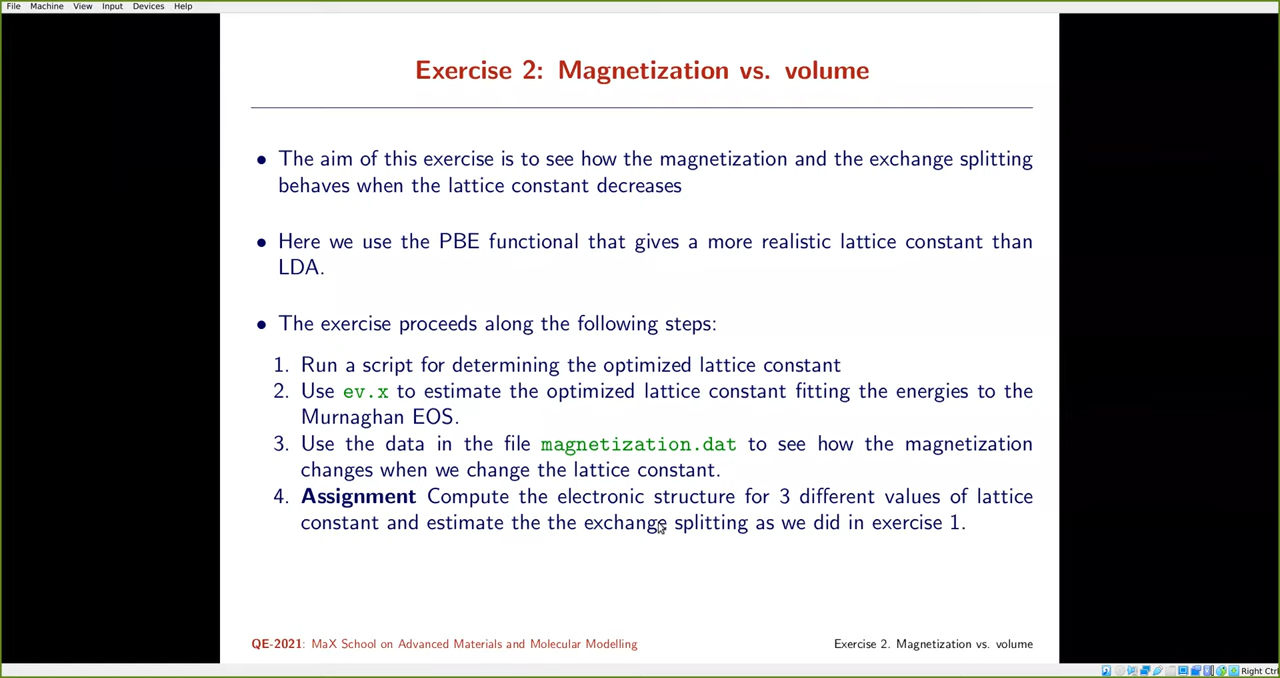 File Machine View Input Devices Help
Exercise 2: Magnetization vs. volume
• The aim of this exercise is to see how the magnetization and the exchange splitting
behaves when the lattice constant decreases
• Here we use the PBE functional that gives a more realistic lattice constant than
LDA.
• The exercise proceeds along the following steps:
1. Run a script for determining the optimized lattice constant
2. Use ev.x to estimate the optimized lattice constant fitting the energies to the
Murnaghan EOS.
3. Use the data in the file magnetization.dat to see how the magnetization
changes when we change the lattice constant.
4. Assignment Compute the electronic structure for 3 different values of lattice
constant and estimate the the exchange splitting as we did in exercise 1.
QE-2021: MaX School on Advanced Materials and Molecular Modelling
Exercise 2. Magnetization vs. volume
Right Ctrl